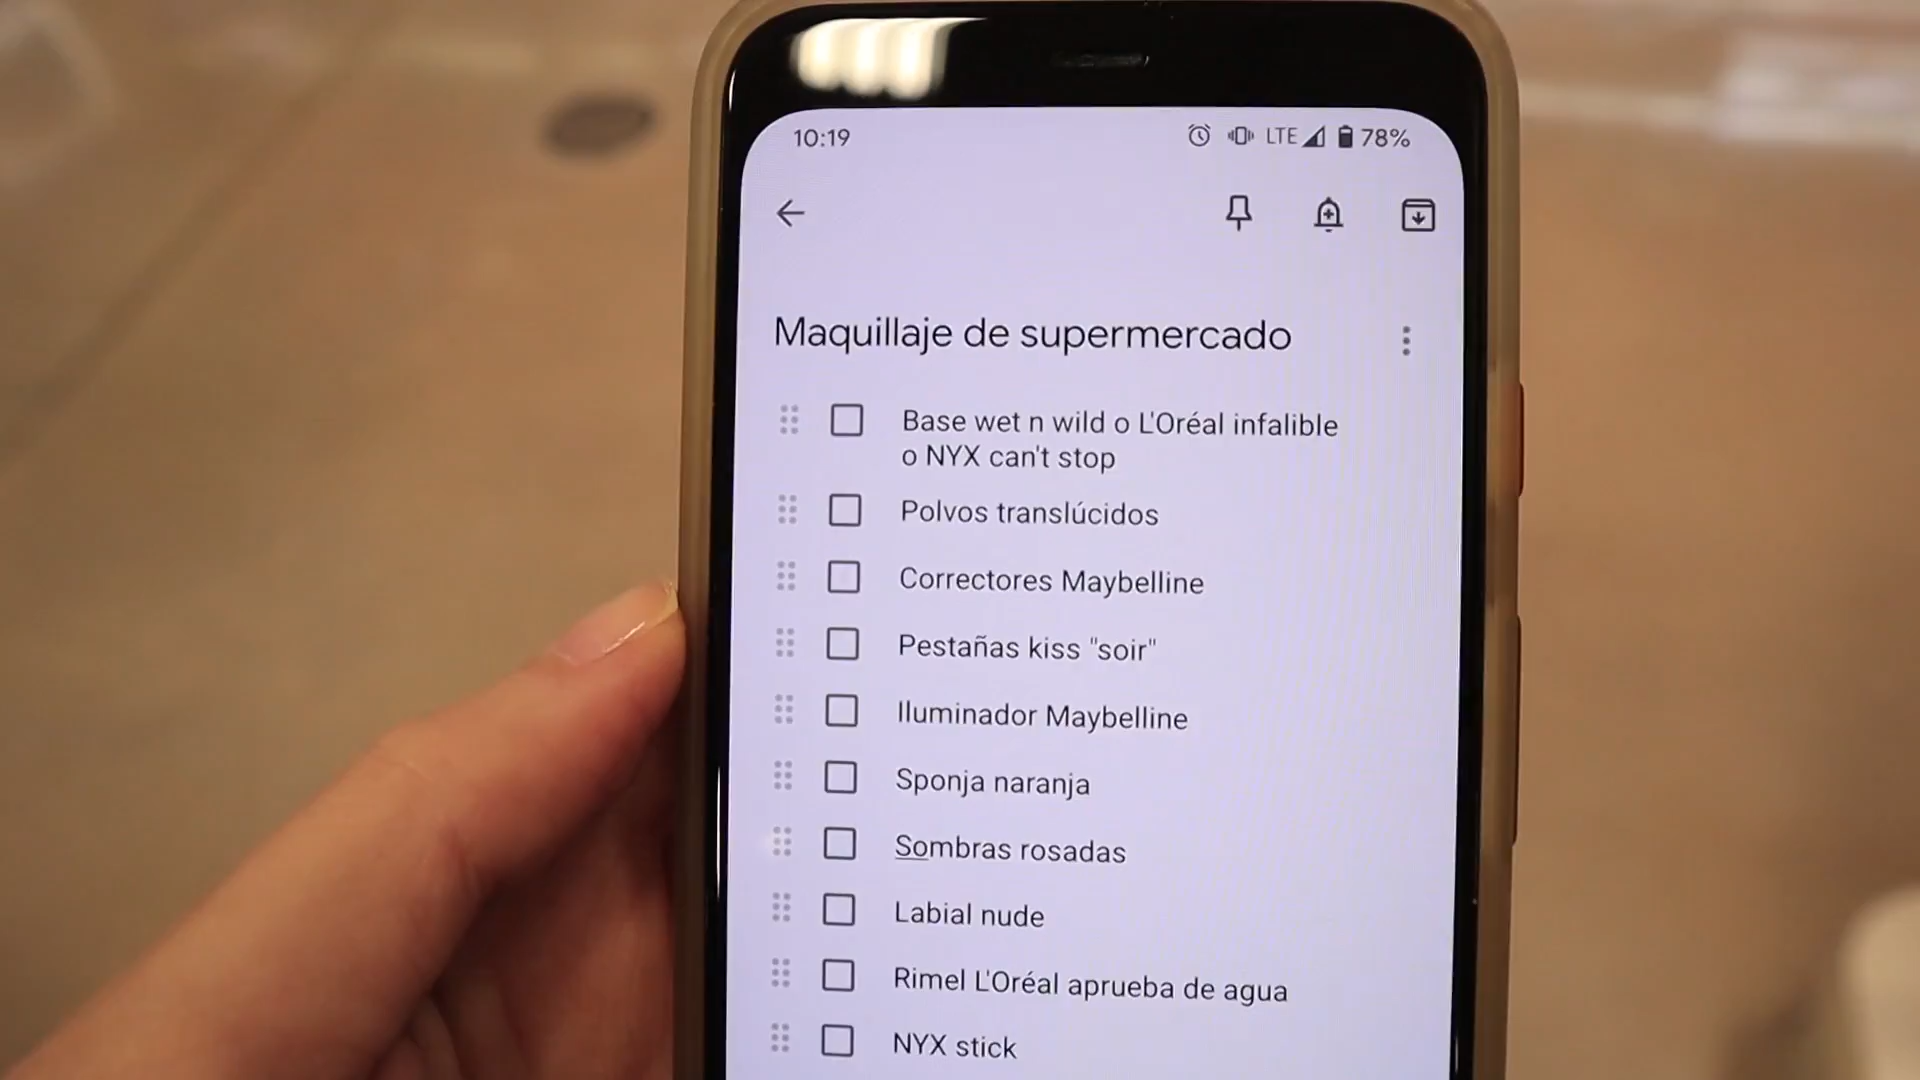 10:19 LTE 78%
Maquillaje de supermercado
Base wet n wild o L'Oréal infalible
o NYX can't stop
Polvos translúcidos
Correctores Maybelline
Pestañas kiss "soir"
Iluminador Maybelline
Sponja naranja
Sombras rosadas
Labial nude
Rimel L'Oréal aprueba de agua
NYX stick